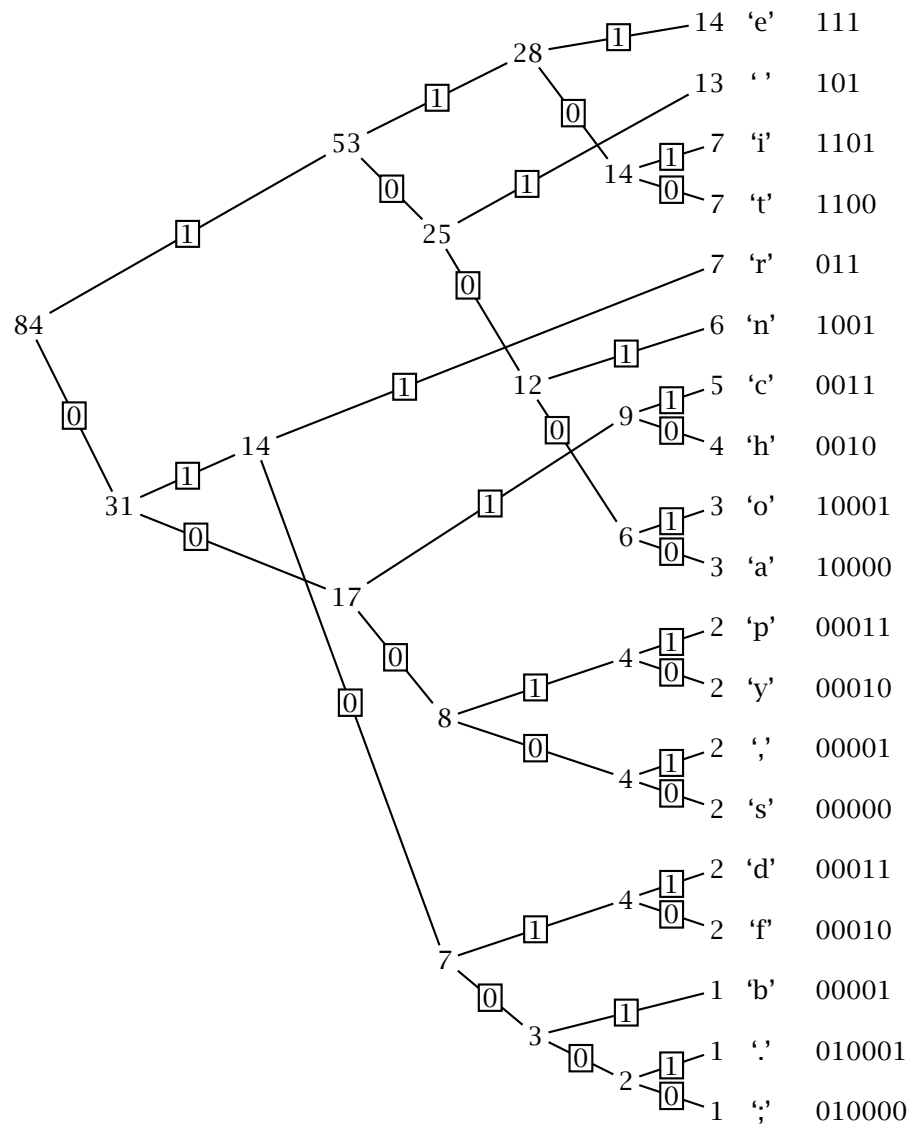 14 ‘e’ 111
1
28
13 ‘ ’ 101
1
0
53
7 ‘i’ 1101
1
14
1
0
0
7 ‘t’ 1100
1
25
7 ‘r’ 011
0
84
6 ‘n’ 1001
1
12
5 ‘c’ 0011
1
1
9
0
0
0
14
4 ‘h’ 0010
1
1
31
3 ‘o’ 10001
1
0
6
0
3 ‘a’ 10000
17
2 ‘p’ 00011
1
0
4
0
1
2 ‘y’ 00010
0
8
2 ‘,’ 00001
0
1
4
0
2 ‘s’ 00000
2 ‘d’ 00011
1
4
0
1
2 ‘f’ 00010
7
1 ‘b’ 00001
0
1
3
1 ‘.’ 010001
0
1
2
0
1 ‘;’ 010000